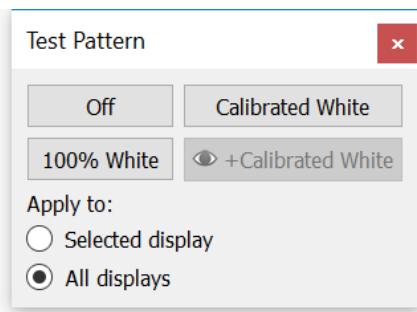 Test Pattern
Off Calibrated White
100% White +Calibrated White
Apply to:
Selected display
All displays